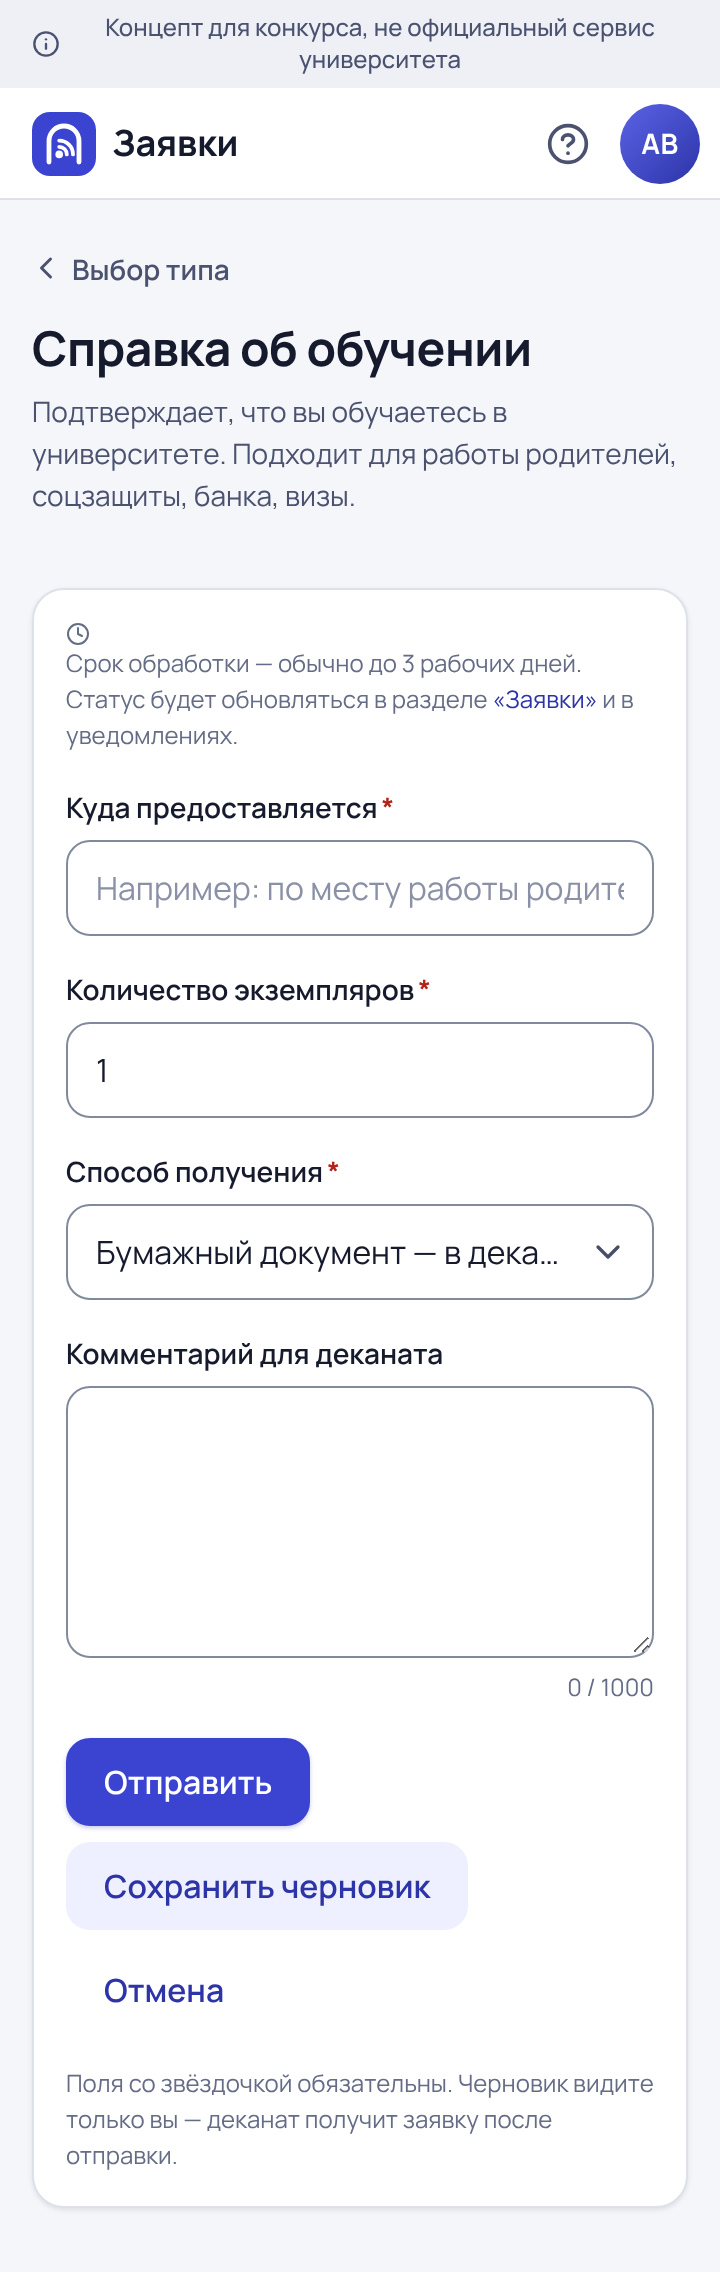 Концепт для конкурса, не официальный сервис
университета
Заявки
АВ
Выбор типа
Справка об обучении
Подтверждает, что вы обучаетесь в
университете. Подходит для работы родителей,
соцзащиты, банка, визы.
Срок обработки — обычно до 3 рабочих дней.
Статус будет обновляться в разделе «Заявки» и в
уведомлениях.
Куда предоставляется *
Например: по месту работы родите
Количество экземпляров *
1
Способ получения *
Бумажный документ — в дека...
Комментарий для деканата
0 / 1000
Отправить
Сохранить черновик
Отмена
Поля со звёздочкой обязательны. Черновик видите
только вы — деканат получит заявку после
отправки.